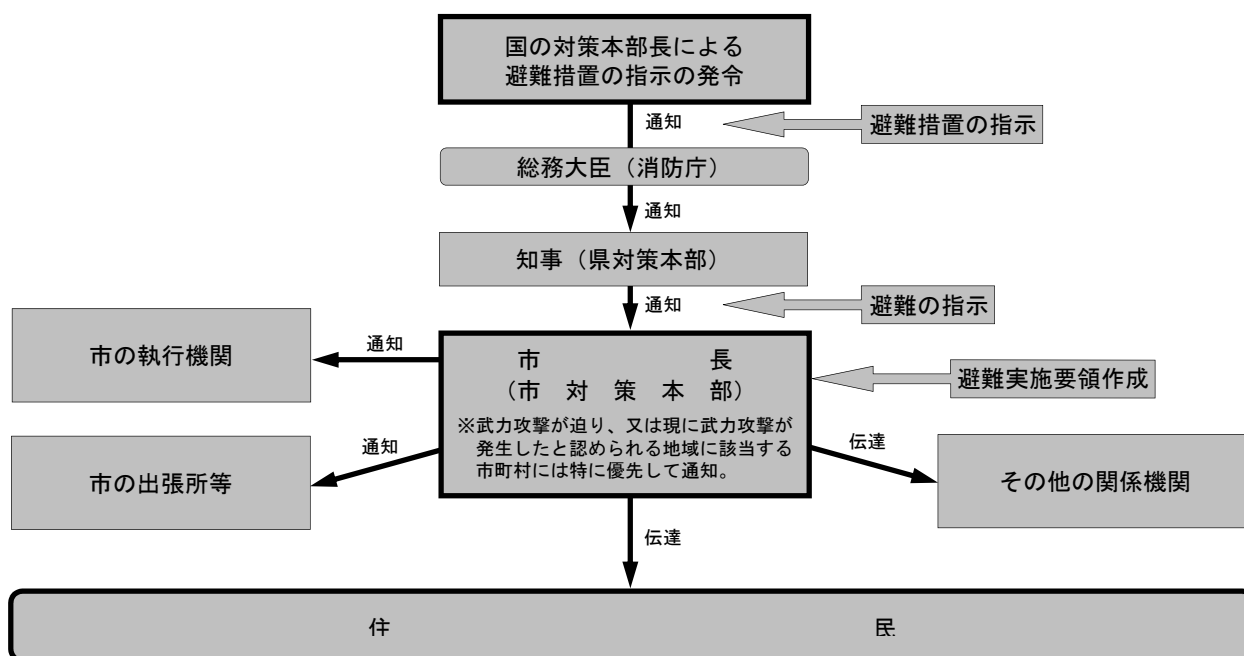 国の対策本部長による
避難措置の指示の発令
通知
避難措置の指示
総務大臣（消防庁）
通知
知事（県対策本部）
通知
避難の指示
市の執行機関
通知
市　　　　　長
（市　対　策　本　部）
※武力攻撃が迫り、又は現に武力攻撃が
発生したと認められる地域に該当する
市町村には特に優先して通知。
避難実施要領作成
市の出張所等
通知
伝達
その他の関係機関
伝達
住　　　　　民